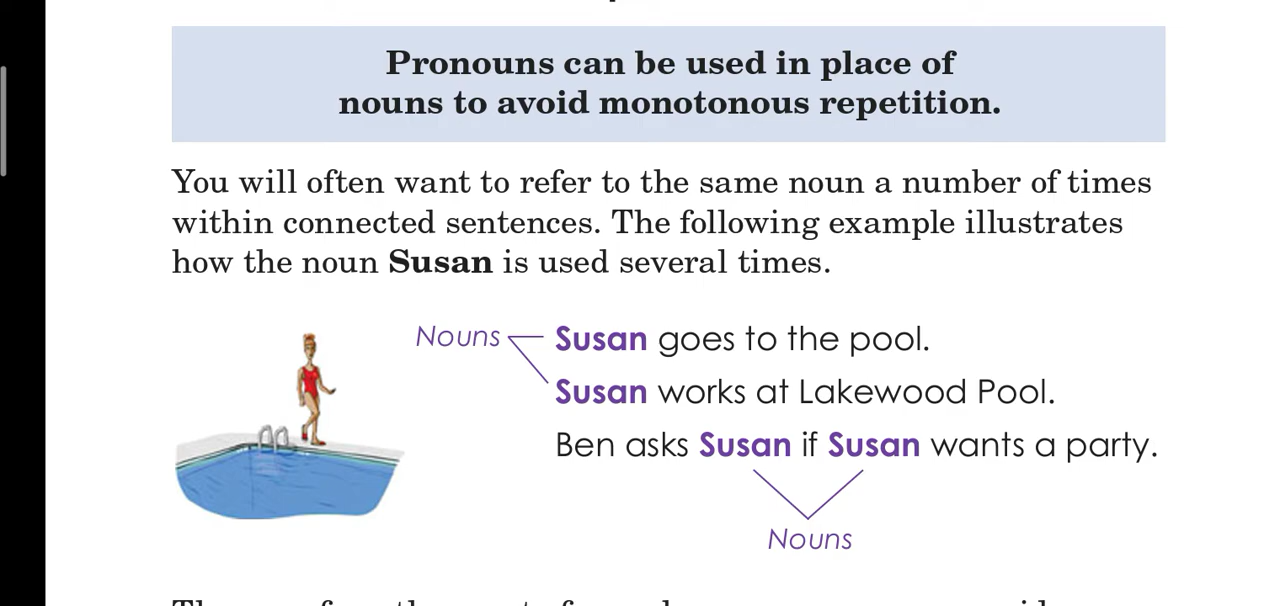 Pronouns can be used in place of
nouns to avoid monotonous repetition.
You will often want to refer to the same noun a number of times
within connected sentences. The following example illustrates
how the noun Susan is used several times.
Nouns
Susan goes to the pool.
Susan works at Lakewood Pool.
Ben asks Susan if Susan wants a party.
Nouns